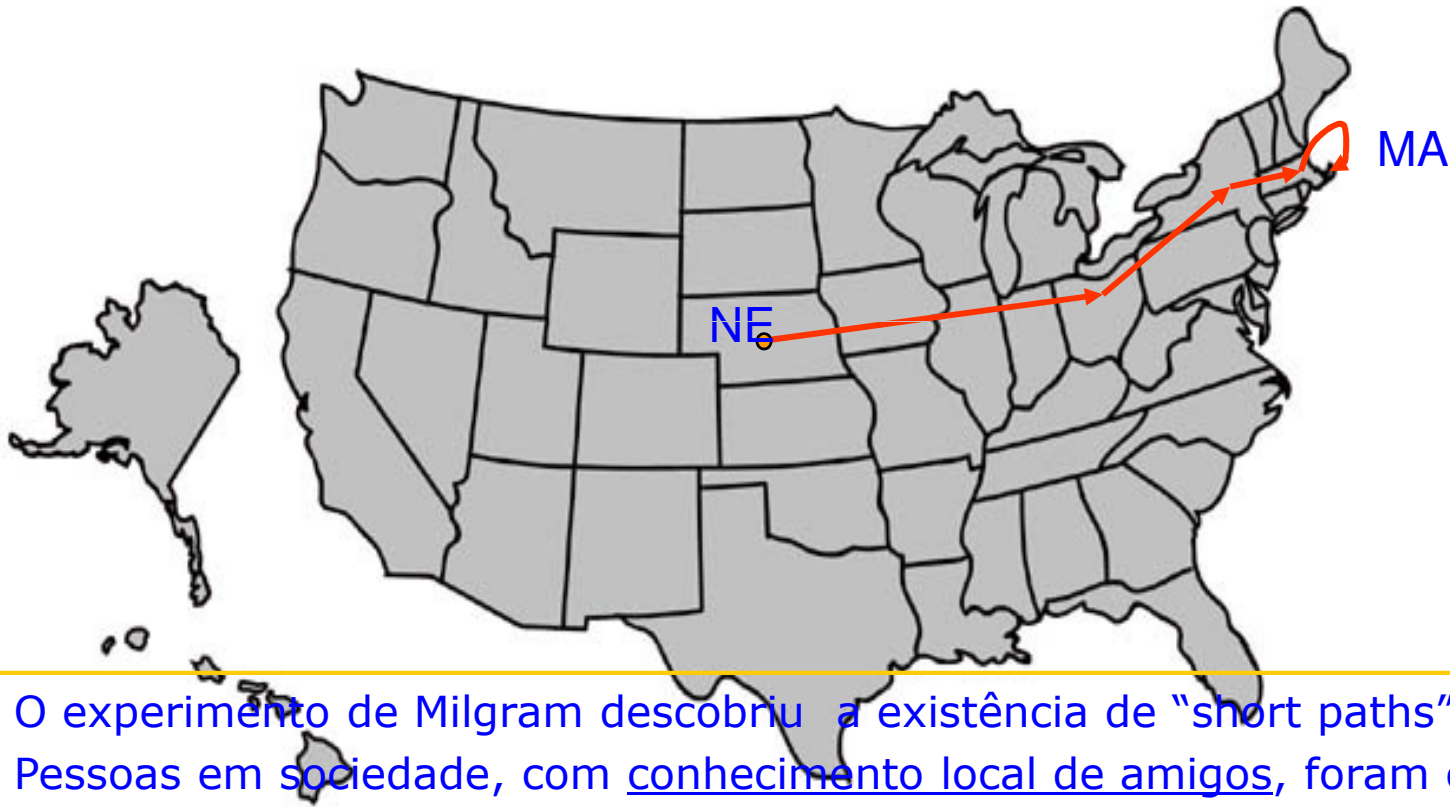 MA
NE
O experimento de Milgram descobriu a existência de “short paths”
Pessoas em sociedade, com conhecimento local de amigos, foram